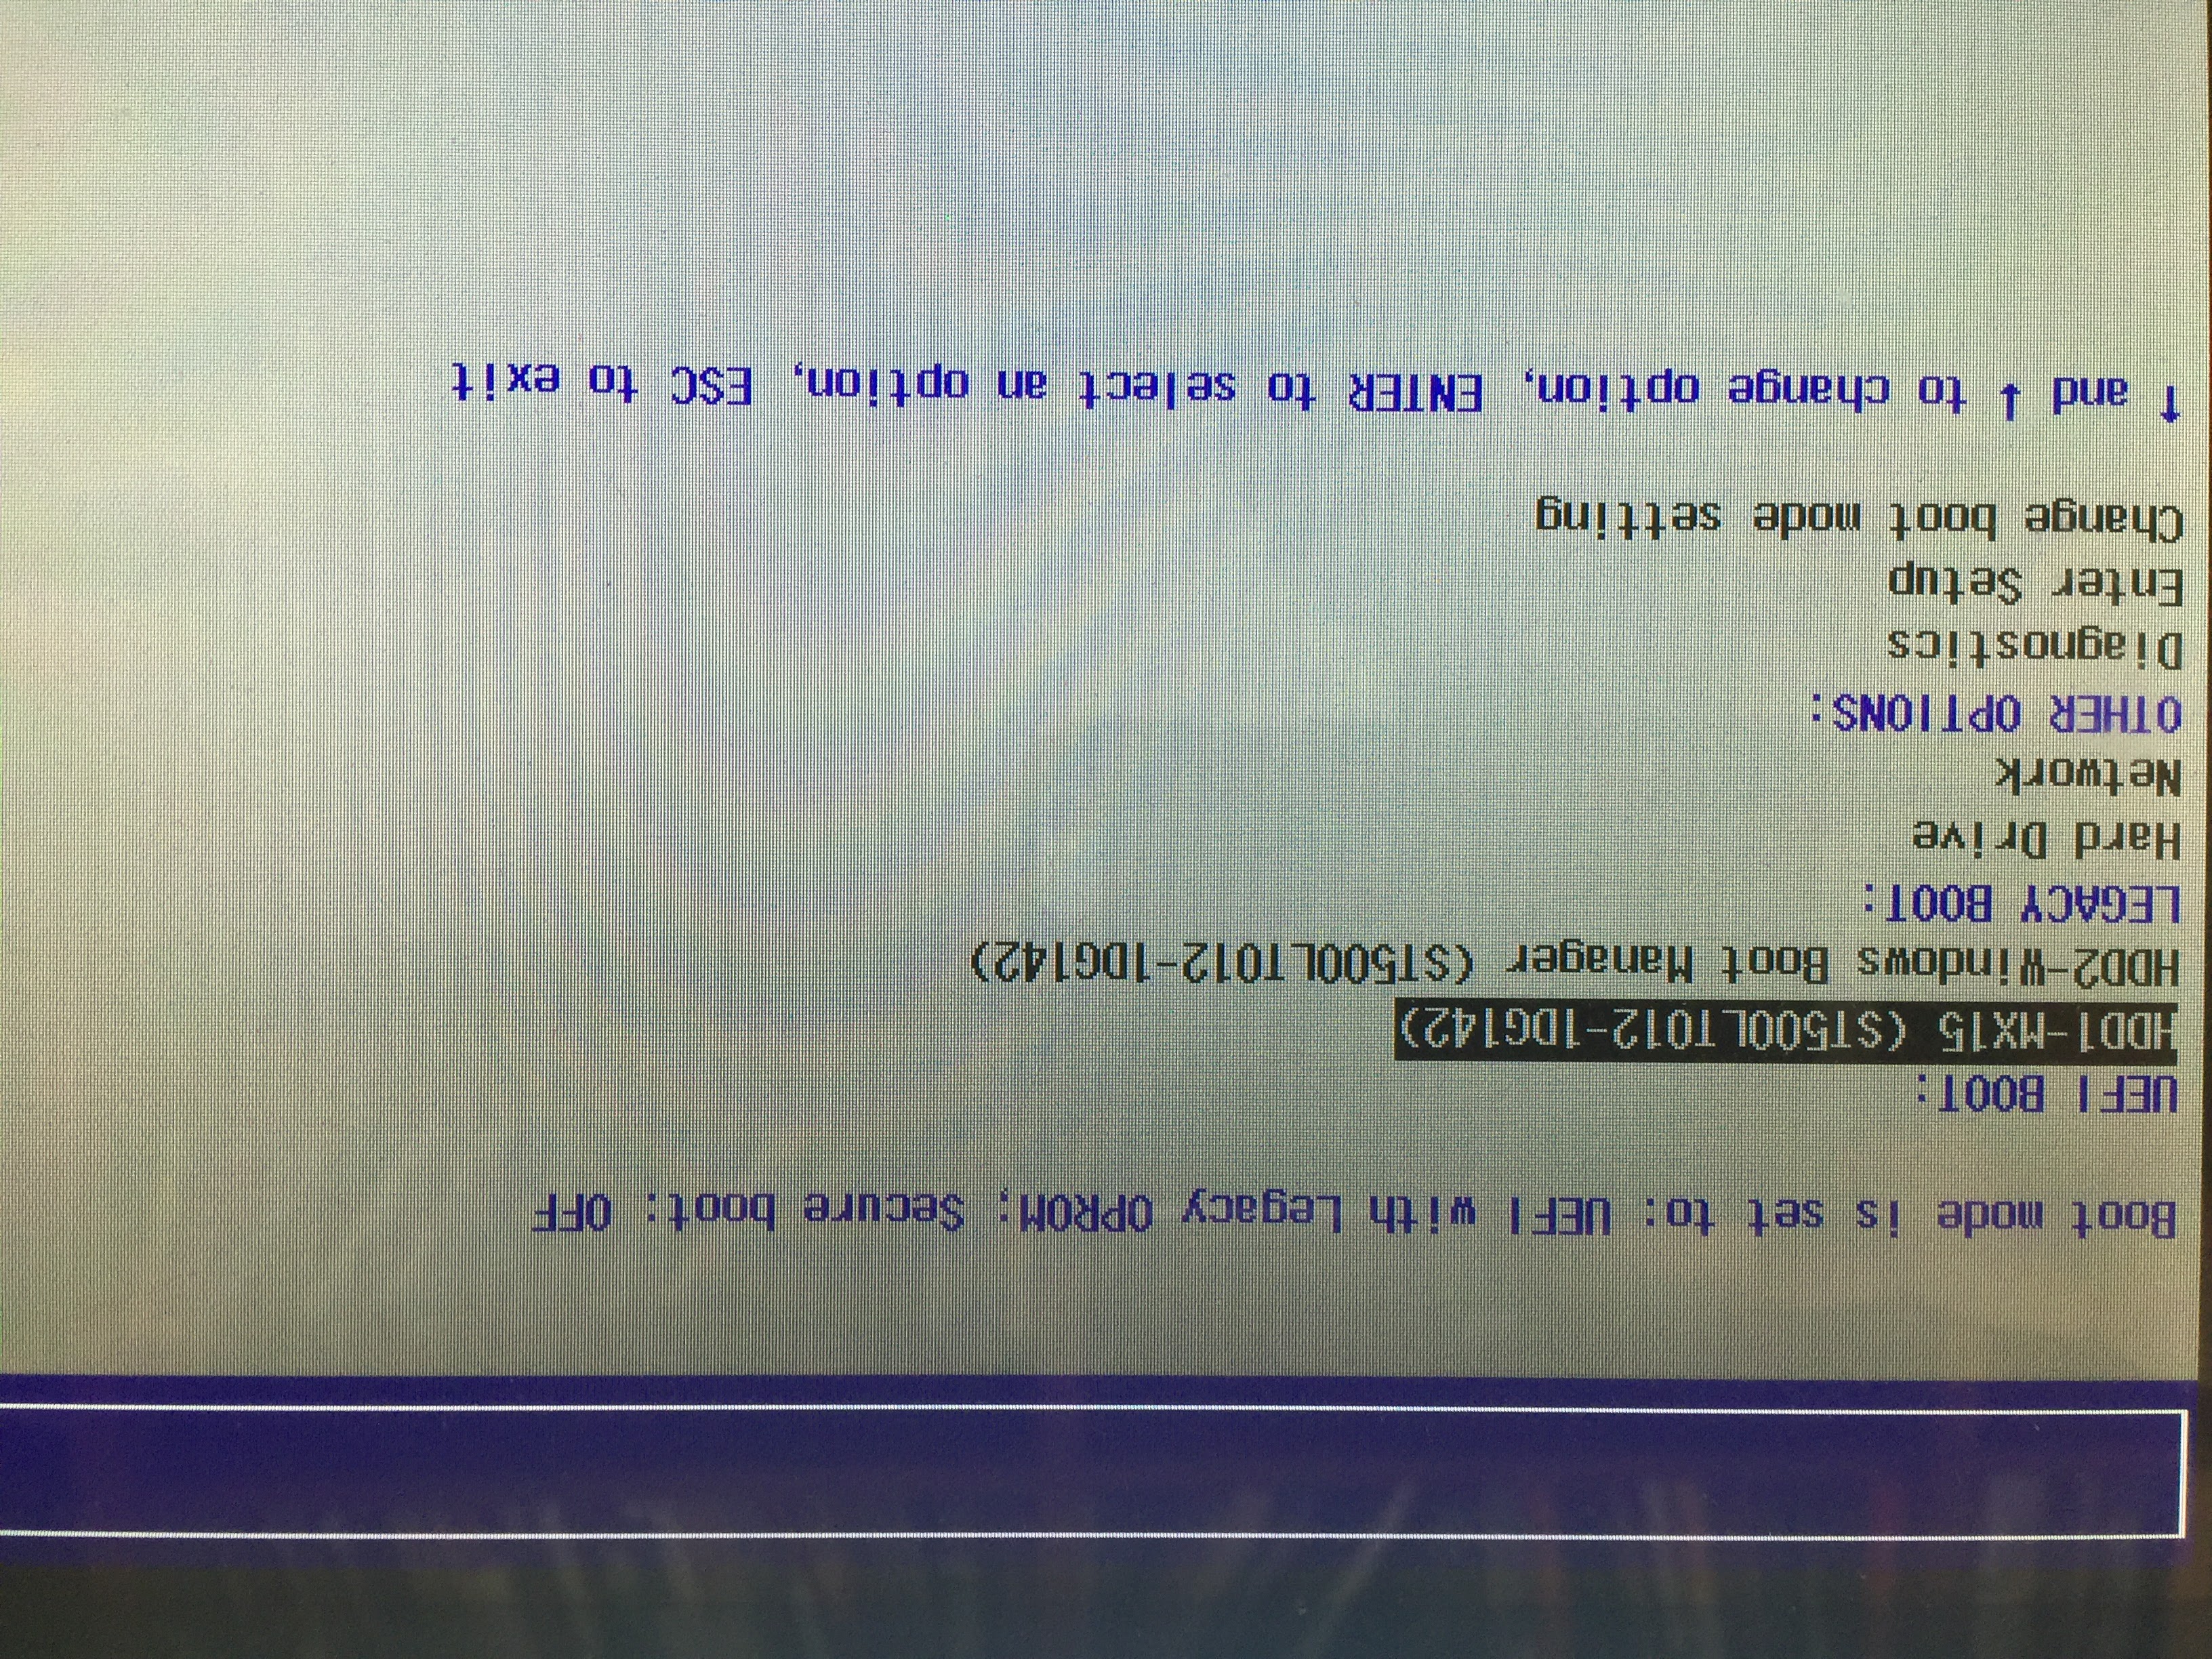 Boot mode is set to: UEFI with Legacy OPROM; Secure boot: OFF
UEFI BOOT:
HDD1-MX15 (ST500LT012-1DG142)
HDD2-Windows Boot Manager (ST500LT012-1DG142)
LEGACY BOOT:
Hard Drive
Network
OTHER OPTIONS:
Diagnostics
Enter Setup
Change boot mode setting
↑ and ↓ to change option, ENTER to select an option, ESC to exit